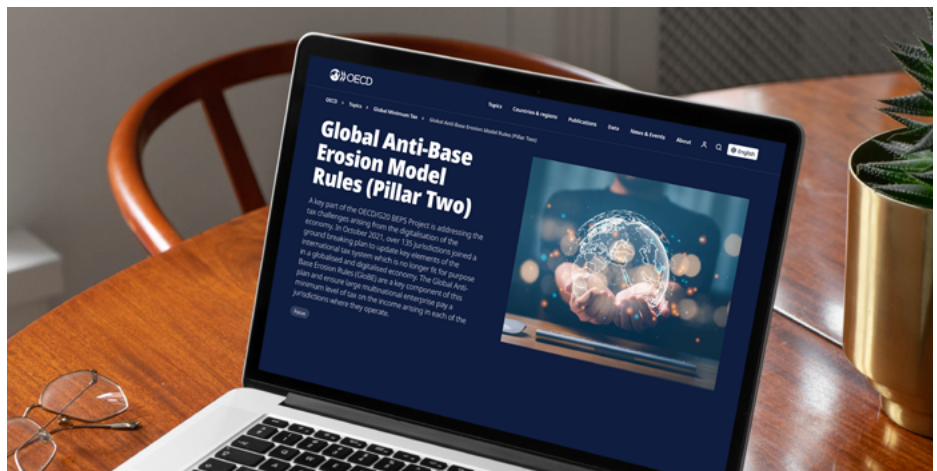 OECD
Topics Countries & regions Publications Data News & Events About English
OECD > Topics > Global Minimum Tax > Global Anti-Base Erosion Model Rules (Pillar Two)
Global Anti-Base
Erosion Model
Rules (Pillar Two)
A key part of the OECD/G20 BEPS Project is addressing the
tax challenges arising from the digitalisation of the
economy. In October 2021, over 135 jurisdictions joined a
ground breaking plan to update key elements of the
international tax system which is no longer fit for purpose
in a globalised and digitalised economy. The Global Anti-
Base Erosion Rules (GloBE) are a key component of this
plan and ensure large multinational enterprise pay a
minimum level of tax on the income arising in each of the
jurisdictions where they operate.
Focus